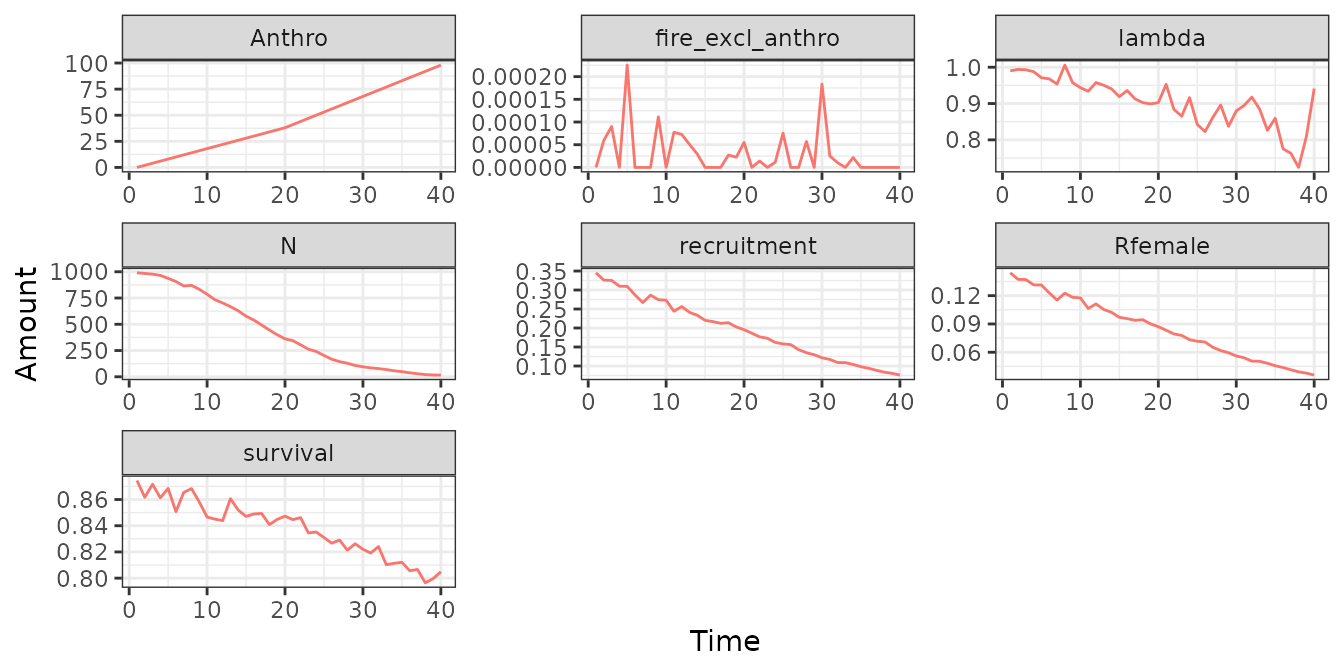 Anthro
fire_excl_anthro
lambda
100
75
50
25
0
0.00020
0.00015
0.00010
0.00005
0.00000
1.0
0.9
0.8
0 10 20 30 40
0 10 20 30 40
0 10 20 30 40
N
recruitment
Rfemale
1000
750
500
250
0
0.35
0.30
0.25
0.20
0.15
0.10
0.12
0.09
0.06
0 10 20 30 40
0 10 20 30 40
0 10 20 30 40
Amount
survival
0.86
0.84
0.82
0.80
0 10 20 30 40
Time